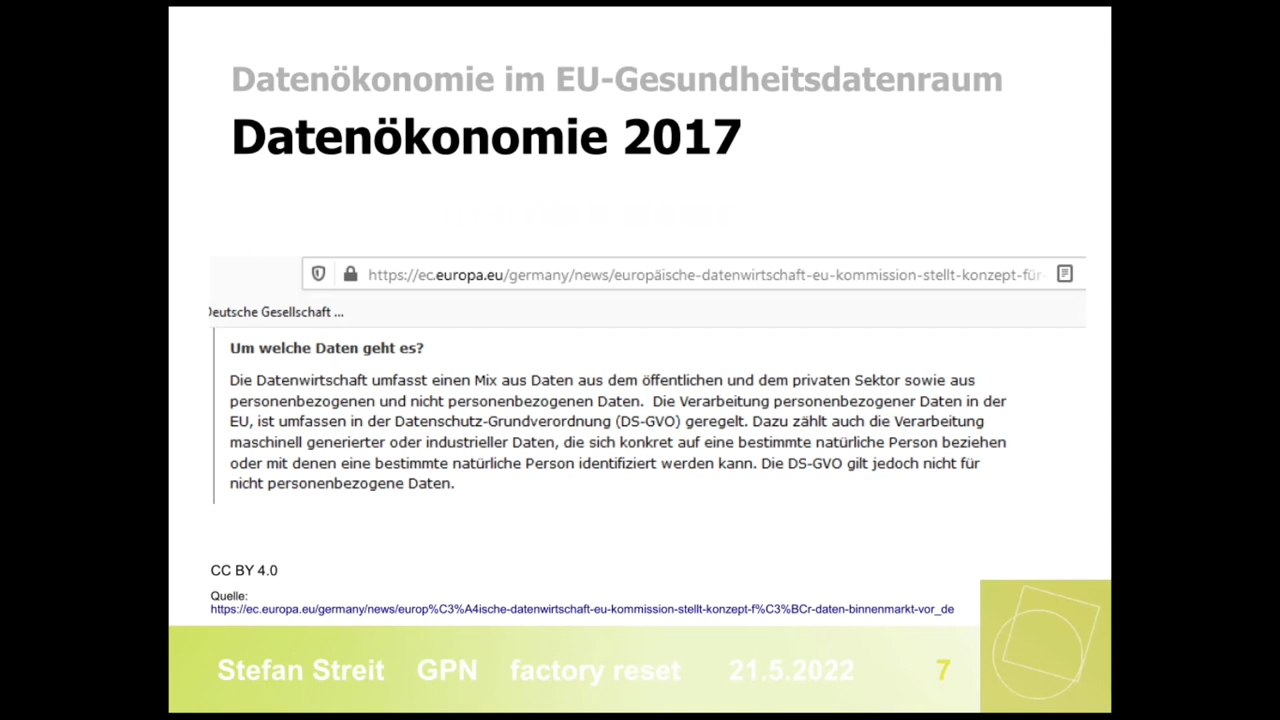 Datenökonomie im EU-Gesundheitsdatenraum
Datenökonomie 2017
https://ec.europa.eu/germany/news/europäische-datenwirtschaft-eu-kommission-stellt-konzept-für-
Deutsche Gesellschaft ...
Um welche Daten geht es?
Die Datenwirtschaft umfasst einen Mix aus Daten aus dem öffentlichen und dem privaten Sektor sowie aus
personenbezogenen und nicht personenbezogenen Daten. Die Verarbeitung personenbezogener Daten in der
EU, ist umfassen in der Datenschutz-Grundverordnung (DS-GVO) geregelt. Dazu zählt auch die Verarbeitung
maschinell generierter oder industrieller Daten, die sich konkret auf eine bestimmte natürliche Person beziehen
oder mit denen eine bestimmte natürliche Person identifiziert werden kann. Die DS-GVO gilt jedoch nicht für
nicht personenbezogene Daten.
CC BY 4.0
Quelle:
https://ec.europa.eu/germany/news/europ%C3%A4ische-datenwirtschaft-eu-kommission-stellt-konzept-f%C3%BCr-daten-binnenmarkt-vor_de
Stefan Streit GPN factory reset 21.5.2022 7